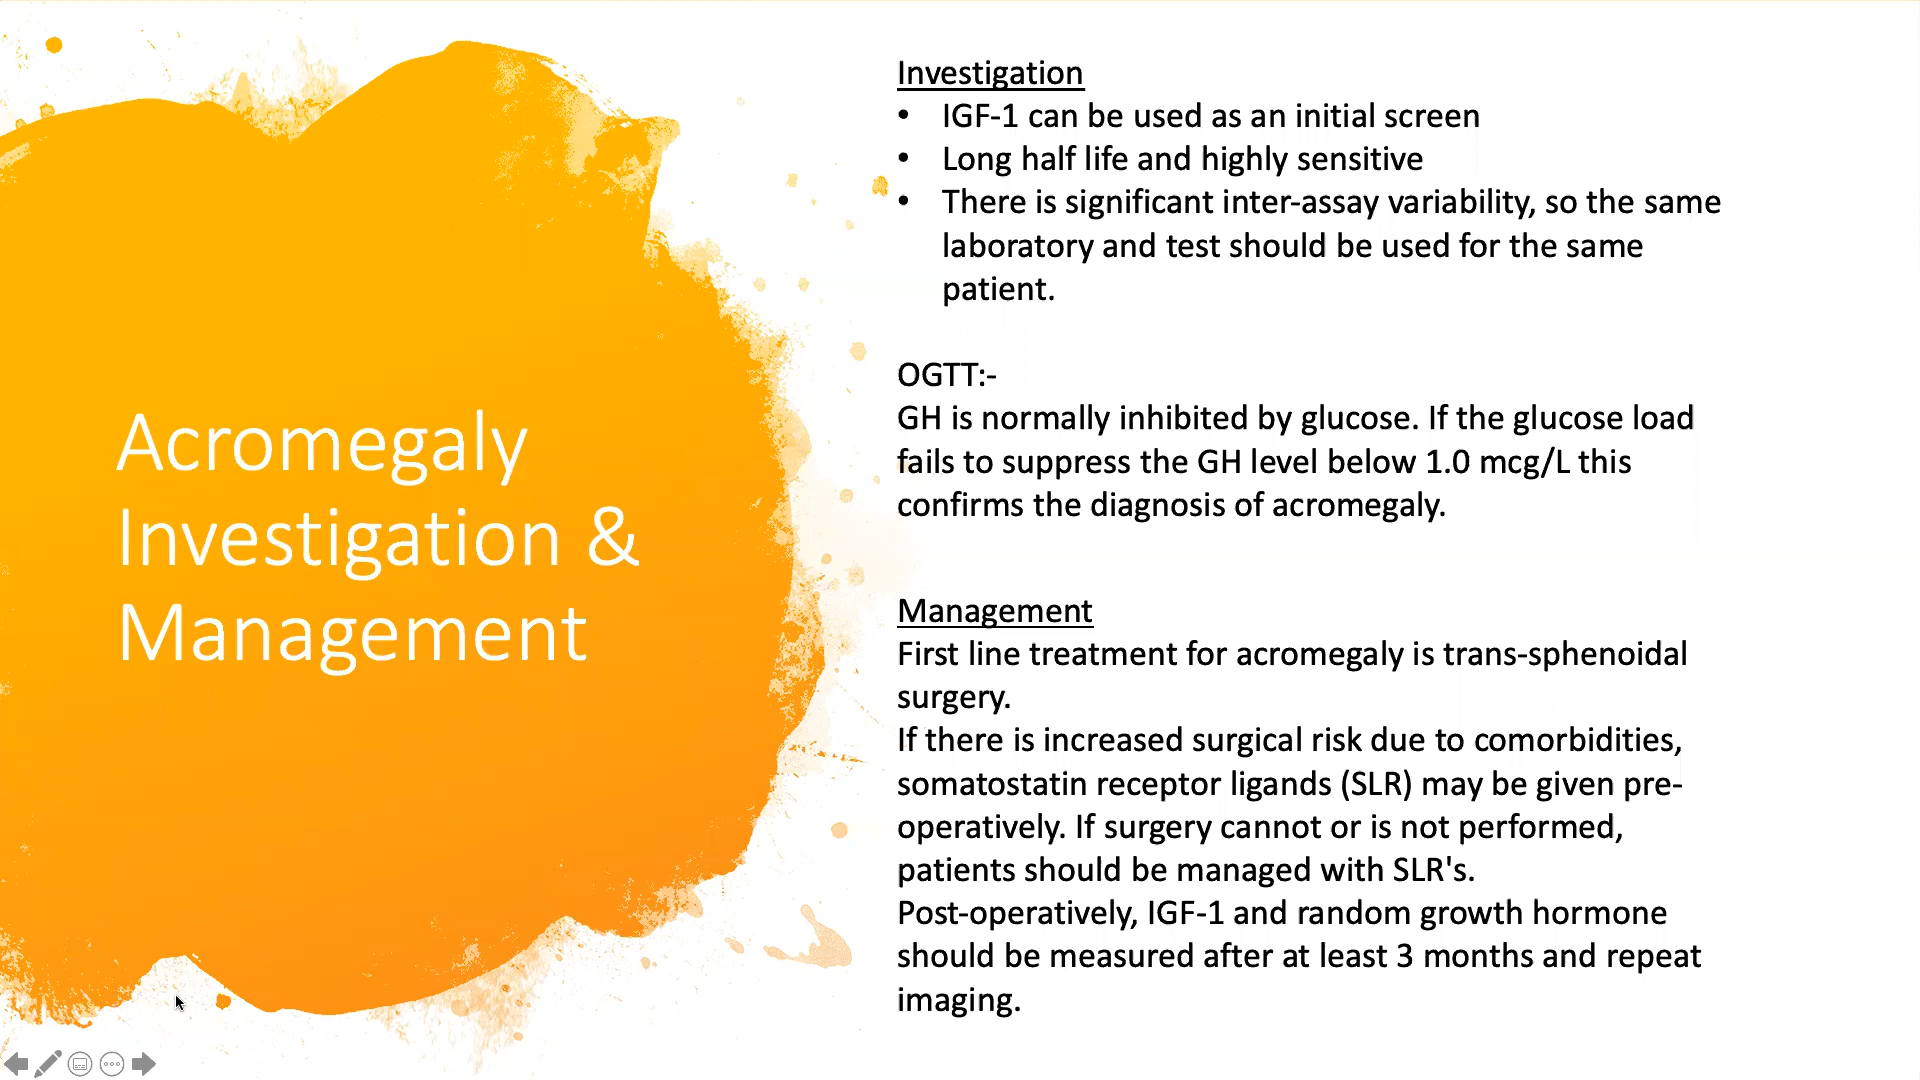 Acromegaly
Investigation &
Management
Investigation
• IGF-1 can be used as an initial screen
• Long half life and highly sensitive
• There is significant inter-assay variability, so the same
laboratory and test should be used for the same
patient.
OGTT:-
GH is normally inhibited by glucose. If the glucose load
fails to suppress the GH level below 1.0 mcg/L this
confirms the diagnosis of acromegaly.
Management
First line treatment for acromegaly is trans-sphenoidal
surgery.
If there is increased surgical risk due to comorbidities,
somatostatin receptor ligands (SLR) may be given pre-
operatively. If surgery cannot or is not performed,
patients should be managed with SLR's.
Post-operatively, IGF-1 and random growth hormone
should be measured after at least 3 months and repeat
imaging.